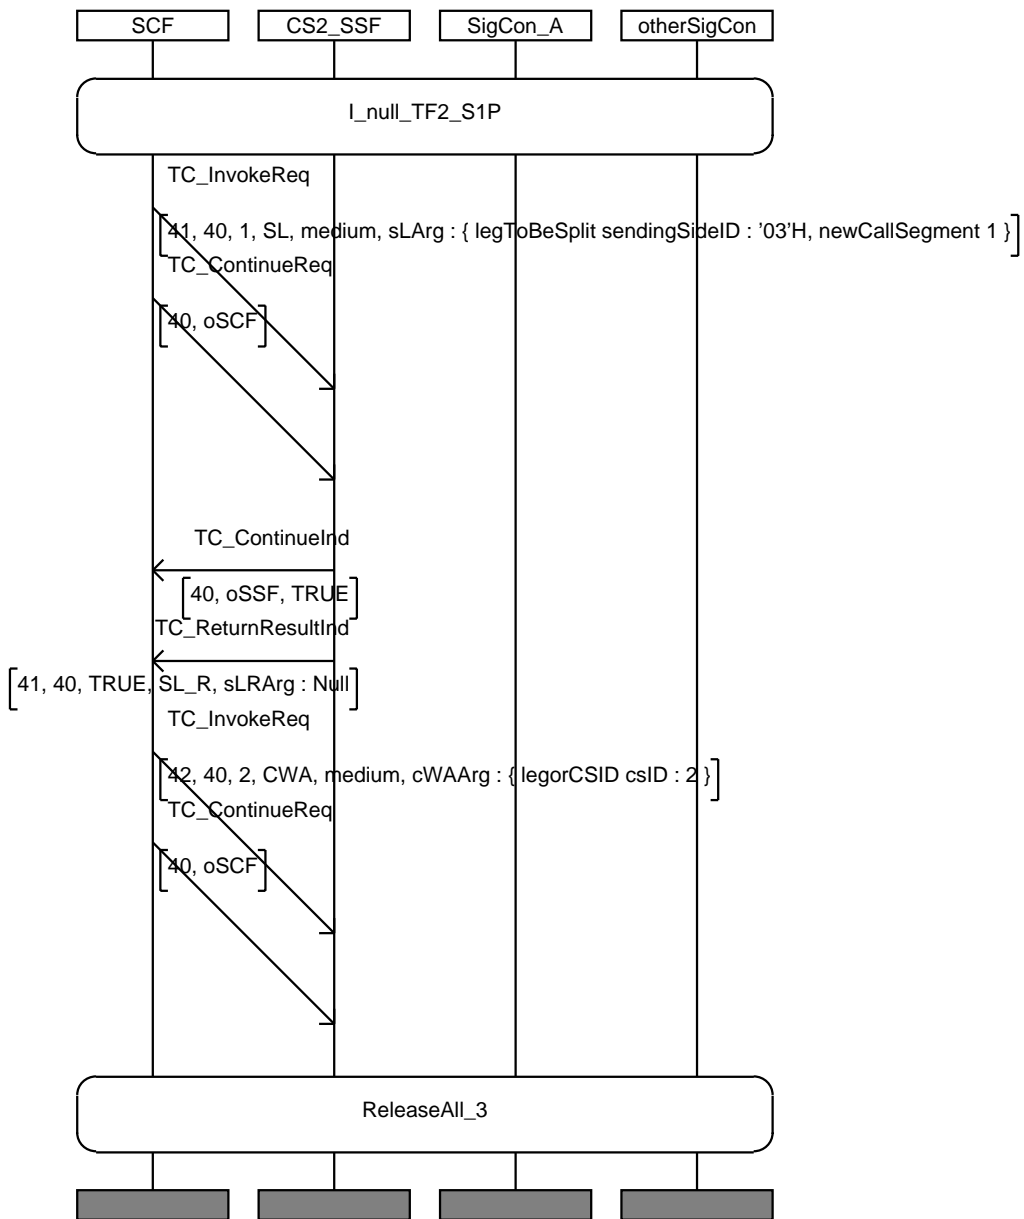 SCF CS2_SSF SigCon_A otherSigCon
I_null_TF2_S1P
TC_InvokeReq
41, 40, 1, SL, medium, sLArg : { legToBeSplit sendingSideID : '03'H, newCallSegment 1 }
TC_ContinueReq
40, oSCF
TC_ContinueInd
40, oSSF, TRUE
TC_ReturnResultInd
41, 40, TRUE, SL_R, sLRArg : Null
TC_InvokeReq
42, 40, 2, CWA, medium, cWAArg : { legorCSID csID : 2 }
TC_ContinueReq
40, oSCF
ReleaseAll_3